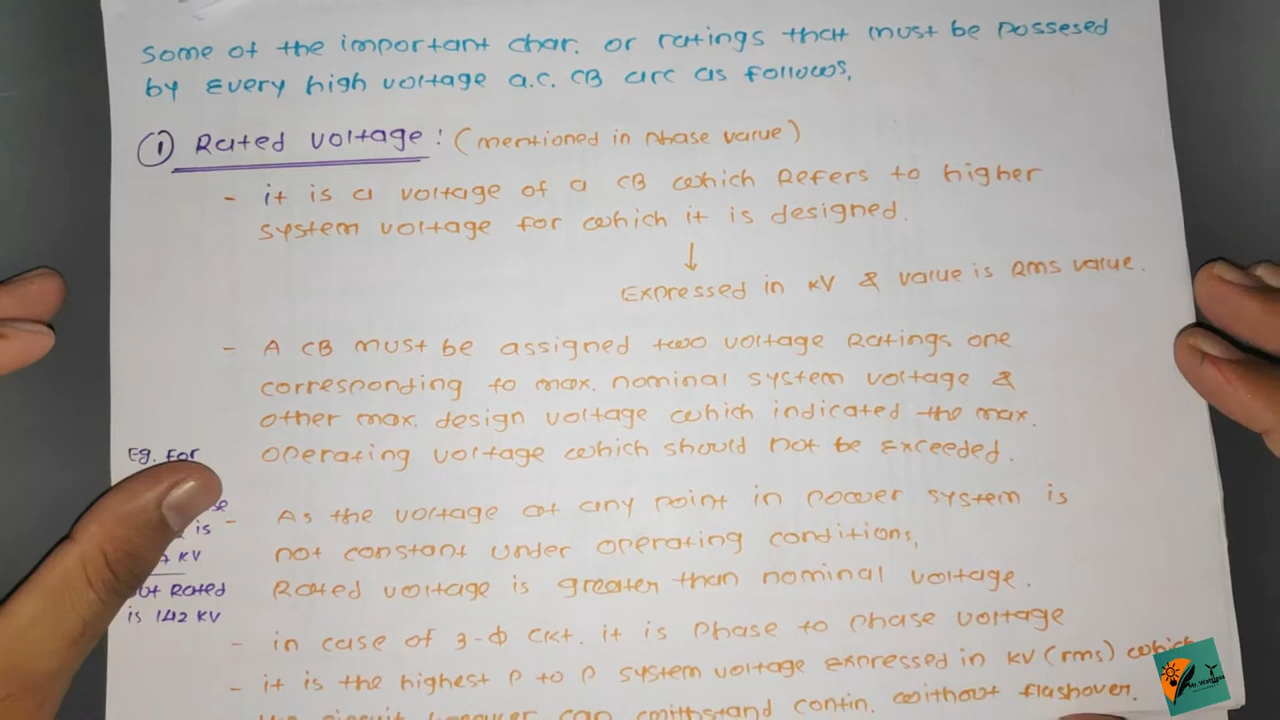 Some of the important char. or ratings that must be possesed
by Every high voltage a.c. CB are as follows,
① Rated voltage : (mentioned in phase value)
- it is a voltage of a CB which Refers to higher
system voltage for which it is designed.
↓
Expressed in kV & value is RMS value.
- A CB must be assigned two voltage Ratings one
corresponding to max. nominal system voltage &
other max. design voltage which indicated the max.
operating voltage which should not be Exceeded.
Eg. For
is
kV
Rated
is 142 kV
- As the voltage at any point in power system is
not constant under operating conditions,
Rated voltage is greater than nominal voltage.
- in case of 3-ф ckt. it is phase to phase voltage
- it is the highest P to P system voltage expressed in kV (rms) which
can withstand contin. without flashover.
Mr. Wattson